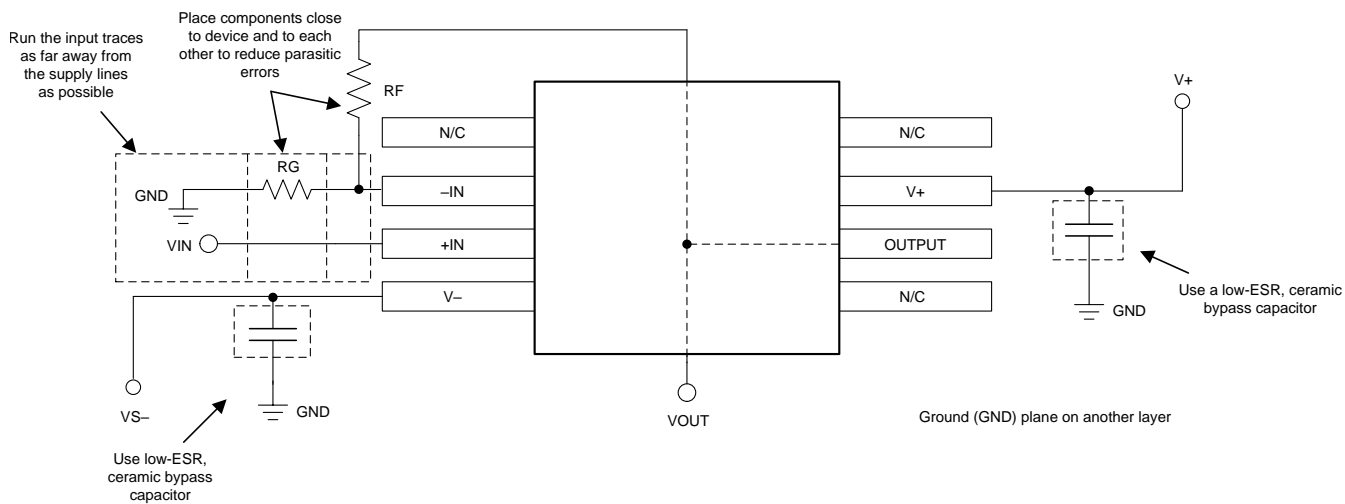 Place components close
to device and to each
other to reduce parasitic
errors
Run the input traces
as far away from
the supply lines
as possible
RF
V+
N/C
N/C
RG
–IN
V+
GND
VIN
+IN
OUTPUT
V–
N/C
Use a low-ESR, ceramic
bypass capacitor
GND
GND
VS–
VOUT
Ground (GND) plane on another layer
Use low-ESR,
ceramic bypass
capacitor